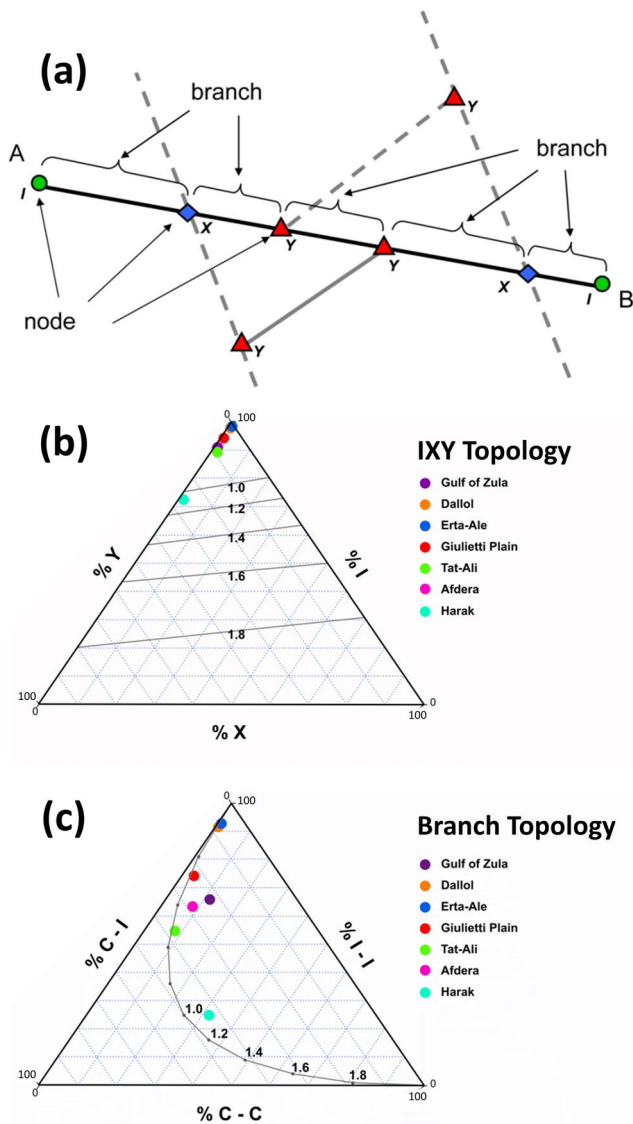 (a)
branch
A
branch
I
X
Y
Y
Y
Y
X
I
B
node
(b)
0
100
IXY Topology
Gulf of Zula
Dallol
Erta-Ale
Giulietti Plain
Tat-Ali
Afdera
Harak
1.0
1.2
1.4
1.6
1.8
% Y
% I
100
0
% X
100
0
(c)
0
100
Branch Topology
Gulf of Zula
Dallol
Erta-Ale
Giulietti Plain
Tat-Ali
Afdera
Harak
% C - I
% I - I
1.0
1.2
1.4
1.6
1.8
100
0
% C - C
100
0